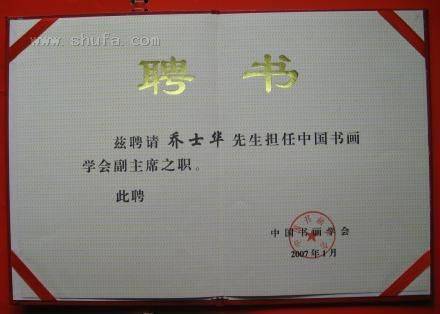 www.shufa.com
聘书
兹聘请 乔士华 先生担任中国书画
学会副主席之职。
此聘
中国书画学会
2007年1月